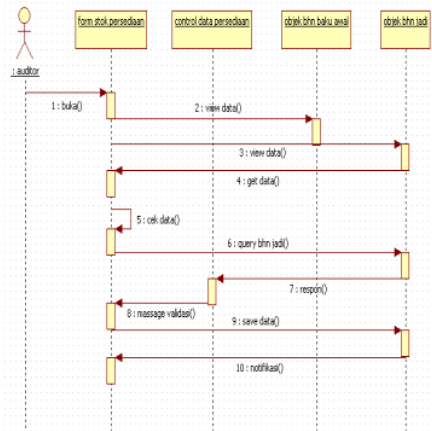 form stok persediaan
control data persediaan
objek bhn baku awal
objek bhn jadi
: auditor
1 : buka()
2 : view data()
3 : view data()
4 : get data()
5 : cek data()
6 : query bhn jadi()
7 : respon()
8 : massage validasi()
9 : save data()
10 : notifikasi()